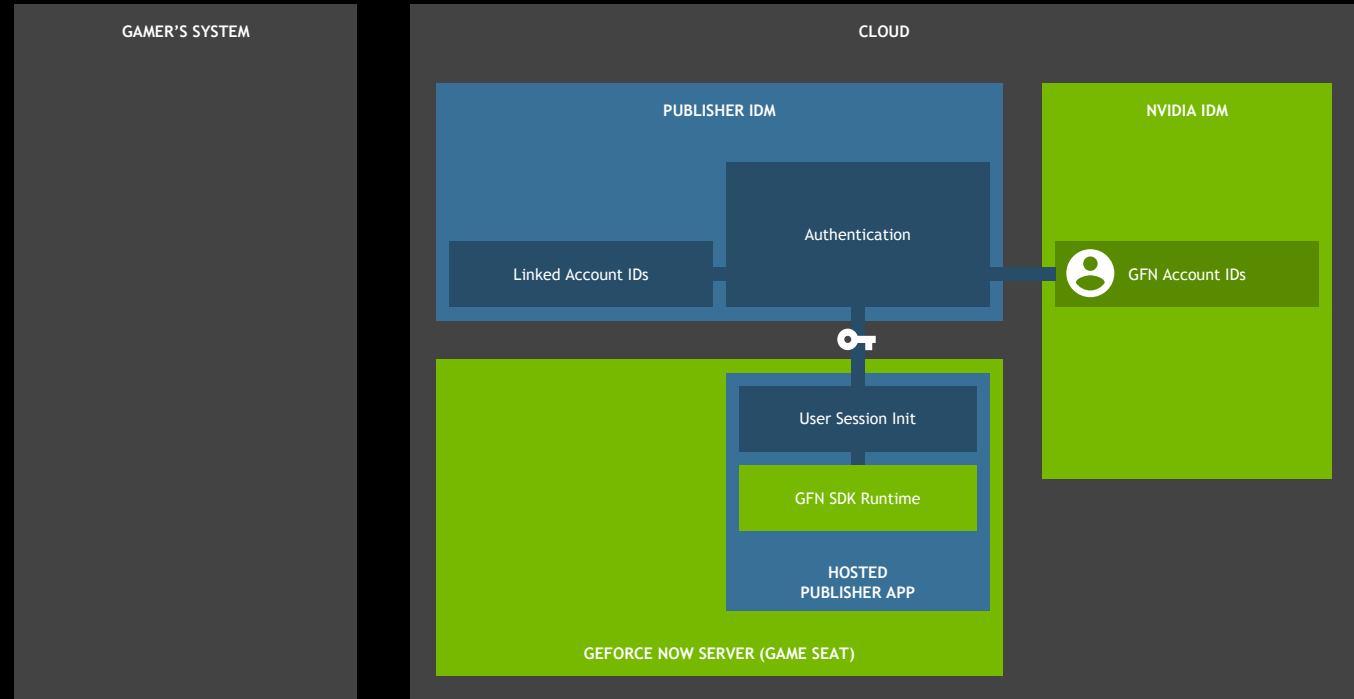 GAMER’S SYSTEM
CLOUD
PUBLISHER IDM
NVIDIA IDM
Authentication
Linked Account IDs
GFN Account IDs
User Session Init
GFN SDK Runtime
HOSTED
PUBLISHER APP
GEFORCE NOW SERVER (GAME SEAT)